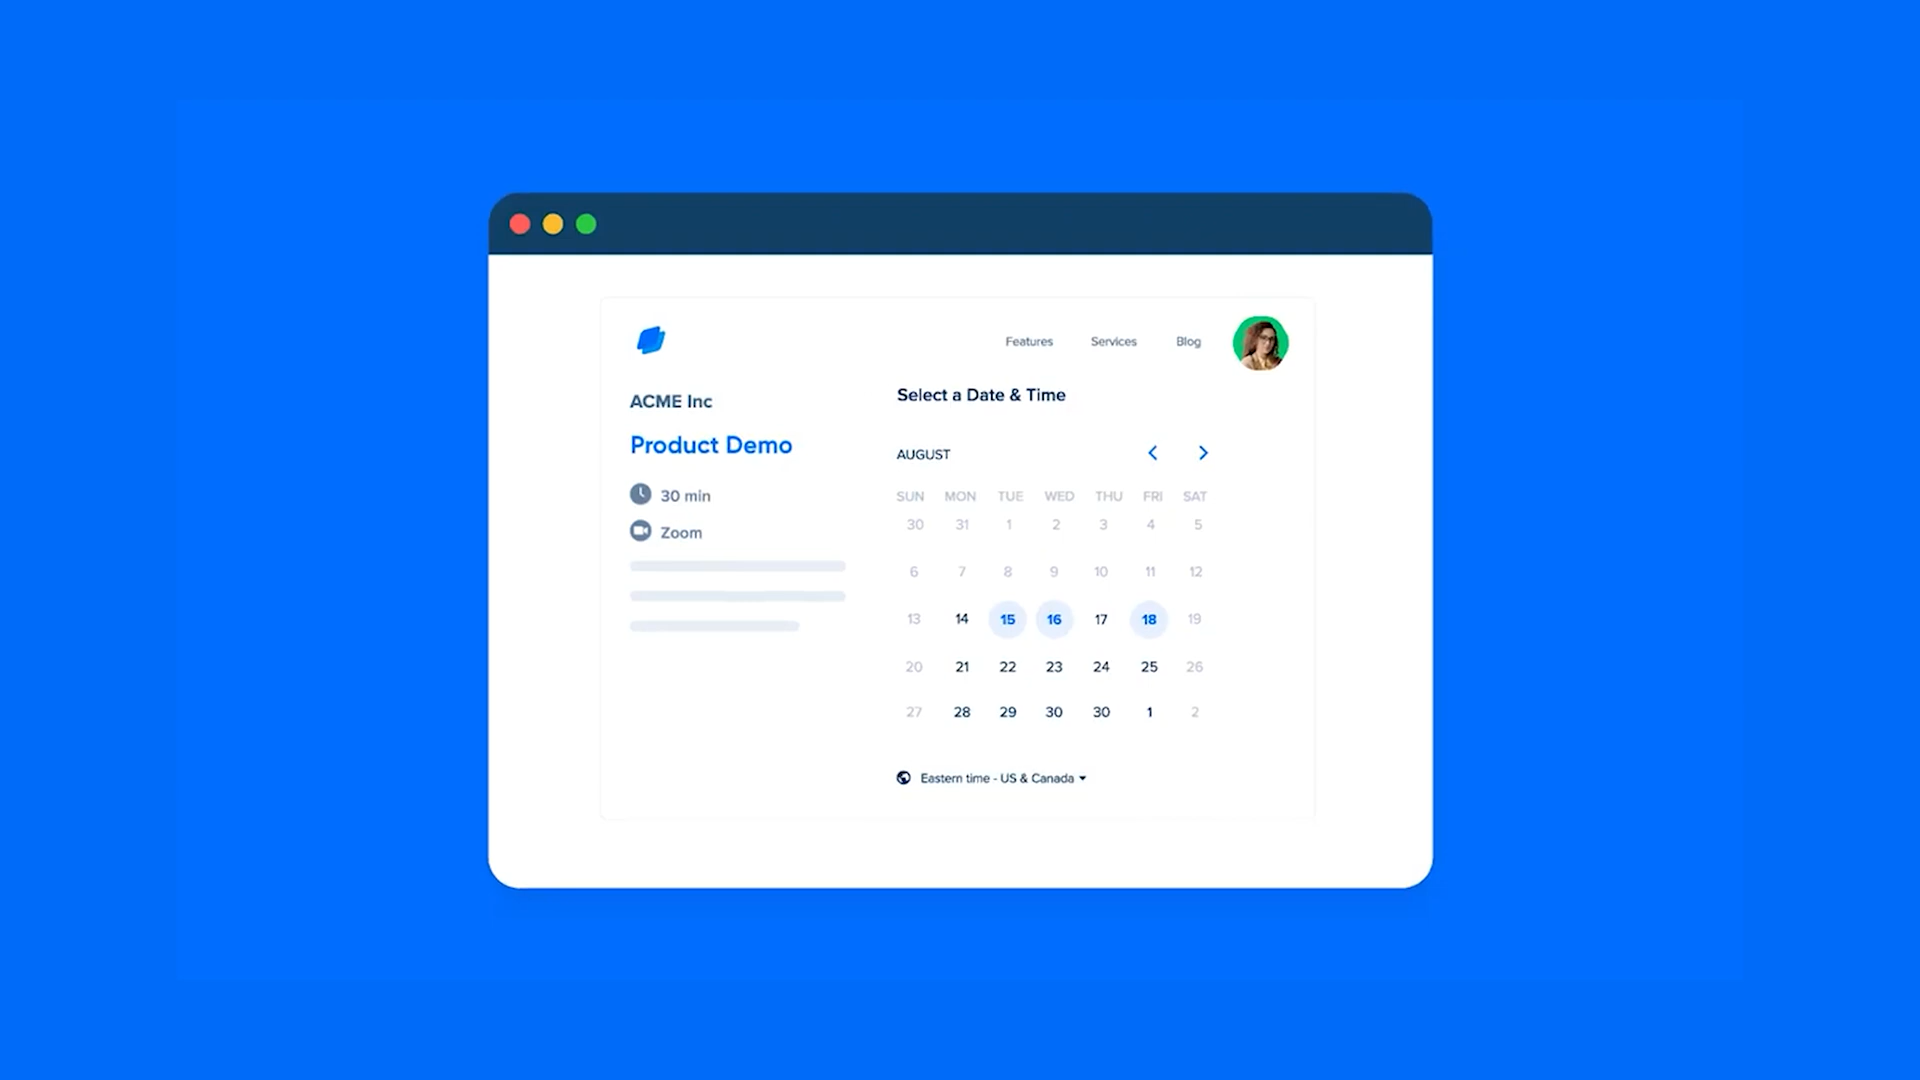 Features Services Blog
ACME Inc
Product Demo
30 min
Zoom
Select a Date & Time
AUGUST
SUN MON TUE WED THU FRI SAT
30 31 1 2 3 4 5
6 7 8 9 10 11 12
13 14 15 16 17 18 19
20 21 22 23 24 25 26
27 28 29 30 30 1 2
Eastern time - US & Canada